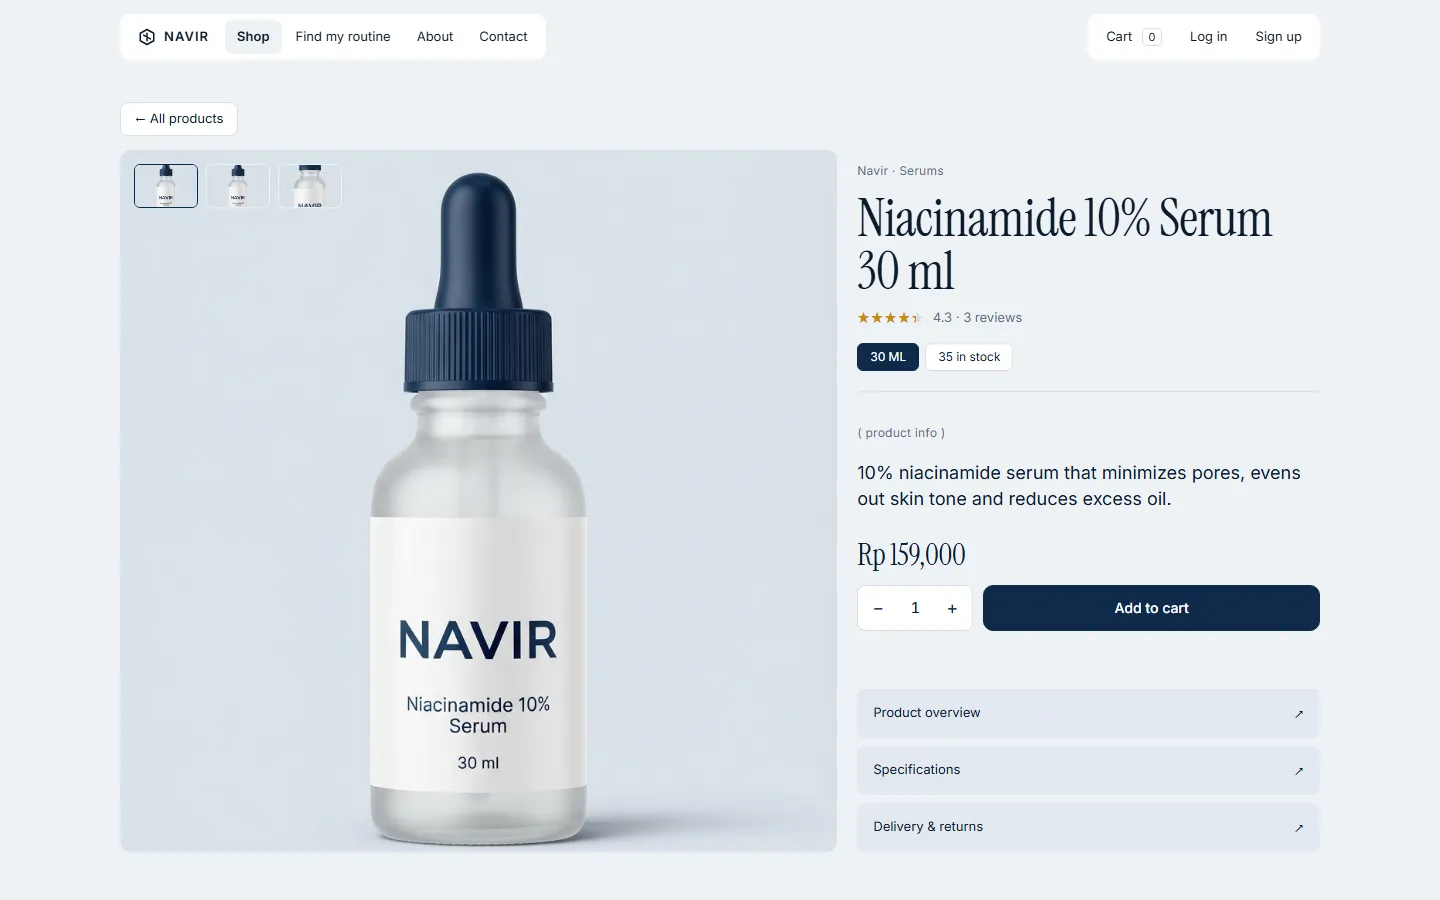 NAVIR Shop Find my routine About Contact Cart 0 Log in Sign up
← All products
NAVIR NAVIR NAVIR
NAVIR
Niacinamide 10%
Serum
30 ml
Navir · Serums
Niacinamide 10% Serum
30 ml
★★★★★ 4.3 · 3 reviews
30 ML 35 in stock
( product info )
10% niacinamide serum that minimizes pores, evens
out skin tone and reduces excess oil.
Rp 159,000
− 1 + Add to cart
Product overview ↗
Specifications ↗
Delivery & returns ↗